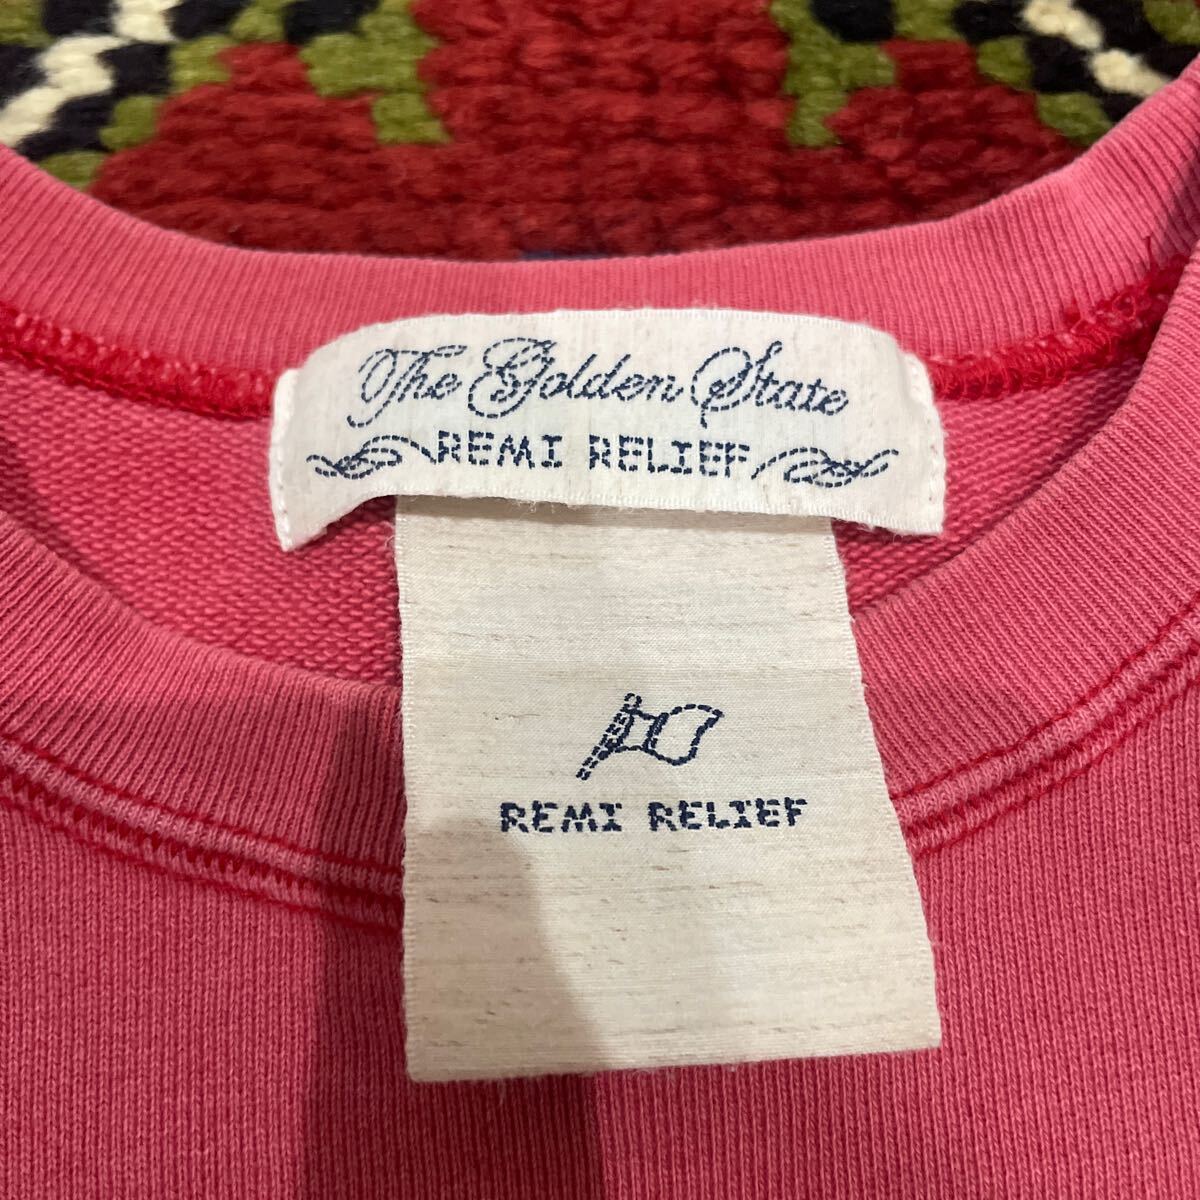 The Golden State
REMI RELIEF
REMI RELIEF